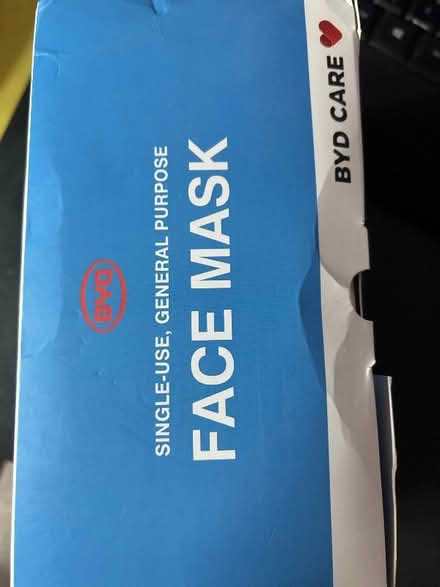 BYD
SINGLE-USE, GENERAL PURPOSE
FACE MASK
BYD CARE